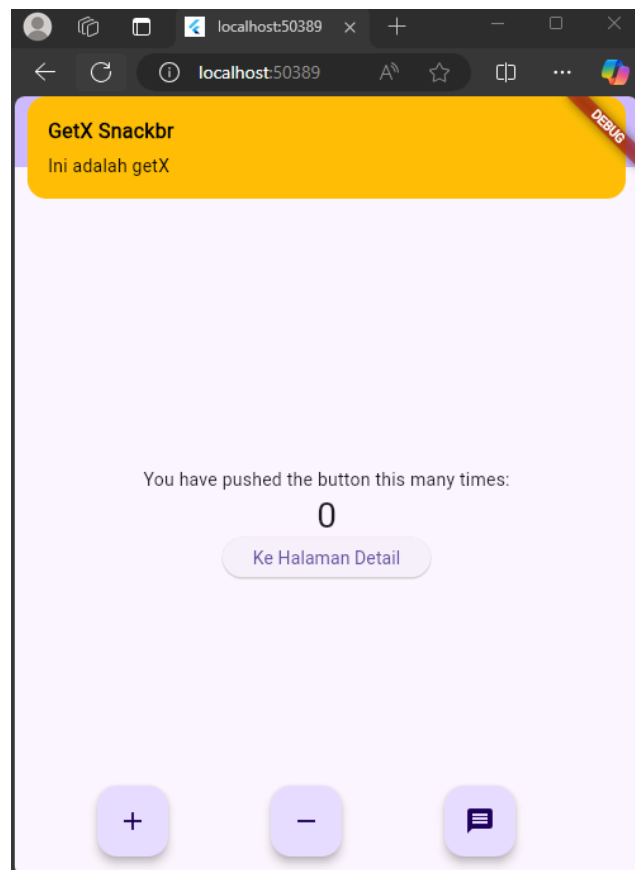 localhost:50389
localhost:50389
GetX Snackbr
Ini adalah getX
DEBUG
You have pushed the button this many times:
0
Ke Halaman Detail